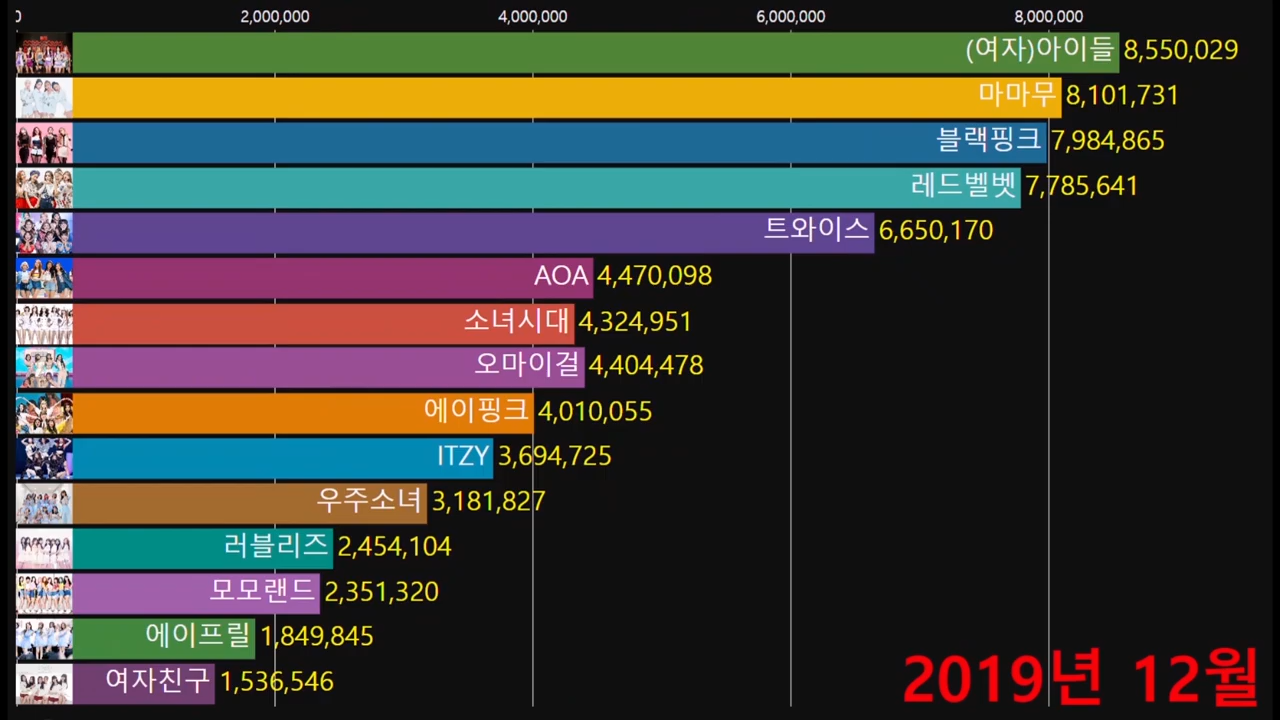 0 2,000,000 4,000,000 6,000,000 8,000,000
(여자)아이들 8,550,029
마마무 8,101,731
블랙핑크 7,984,865
레드벨벳 7,785,641
트와이스 6,650,170
AOA 4,470,098
소녀시대 4,324,951
오마이걸 4,404,478
에이핑크 4,010,055
ITZY 3,694,725
우주소녀 3,181,827
러블리즈 2,454,104
모모랜드 2,351,320
에이프릴 1,849,845
여자친구 1,536,546
2019년 12월